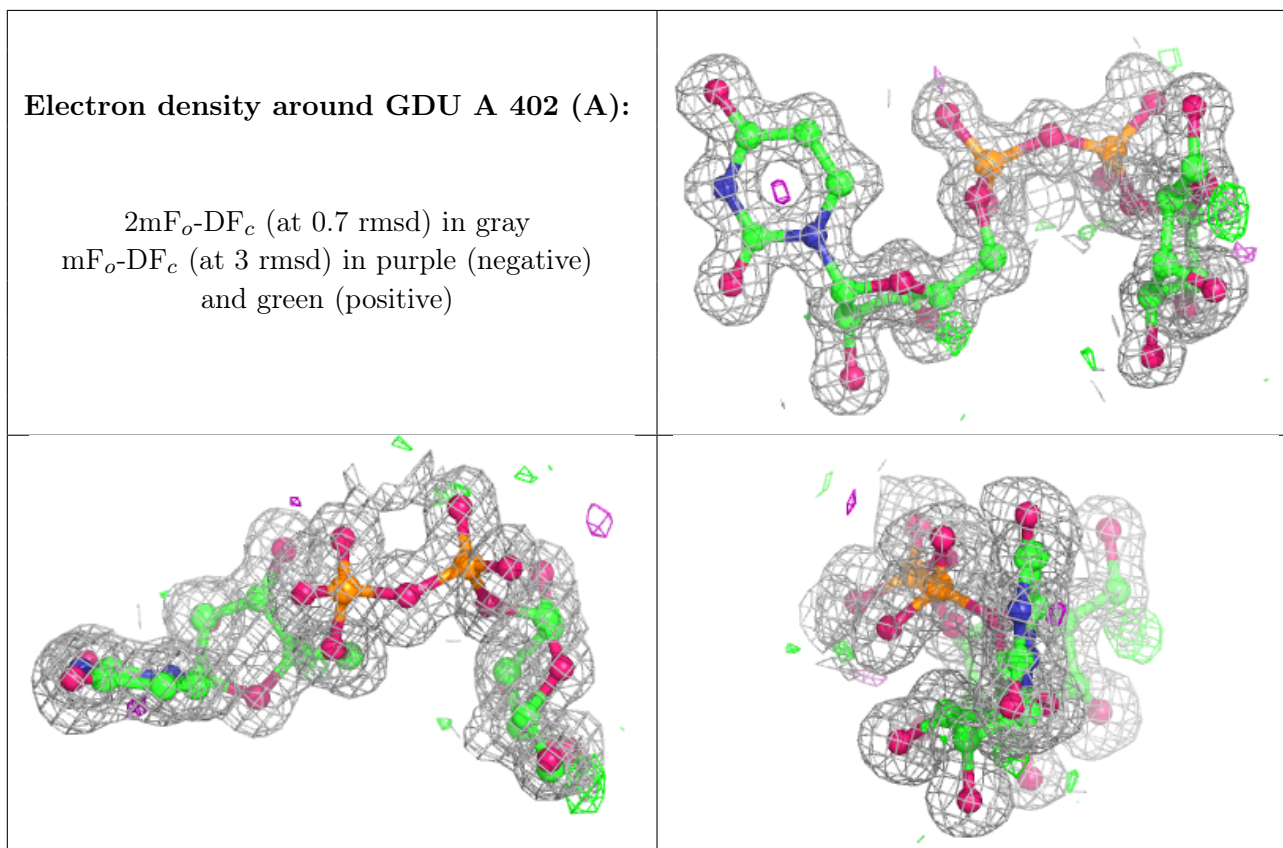 Electron density around GDU A 402 (A):
2mFₒ-DF𝒸 (at 0.7 rmsd) in gray
mFₒ-DF𝒸 (at 3 rmsd) in purple (negative)
and green (positive)